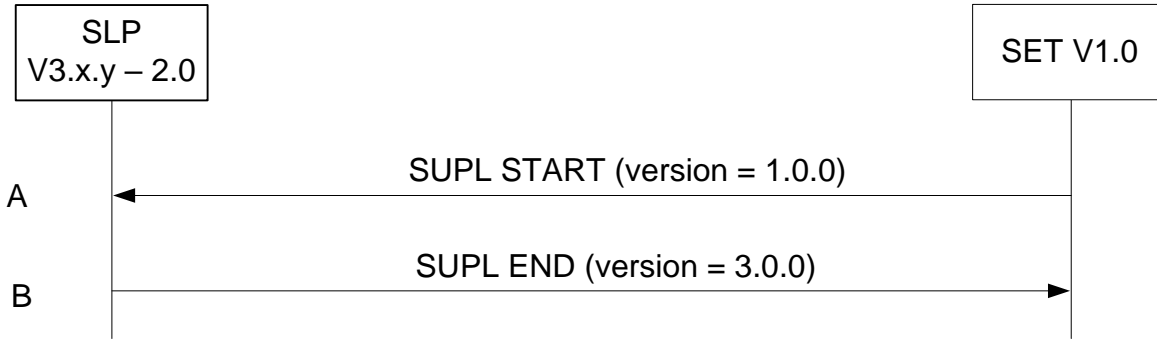 SLP
V3.x.y – 2.0
SET V1.0
SUPL START (version = 1.0.0)
A
SUPL END (version = 3.0.0)
B